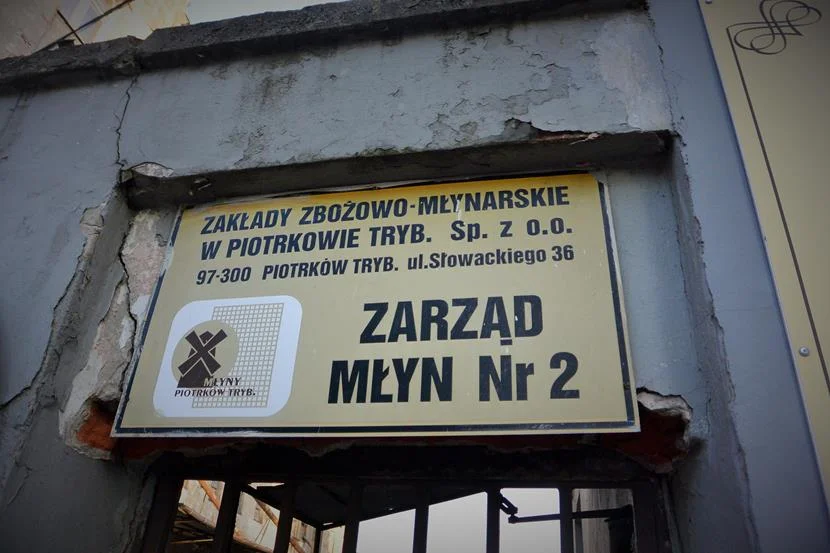 ZAKŁADY ZBOŻOWO-MŁYNARSKIE
W PIOTRKOWIE TRYB. Sp. z o.o.
97-300 PIOTRKÓW TRYB. ul.Słowackiego 36
ZARZĄD
MŁYN Nr 2
MŁYNY
PIOTRKÓW TRYB.